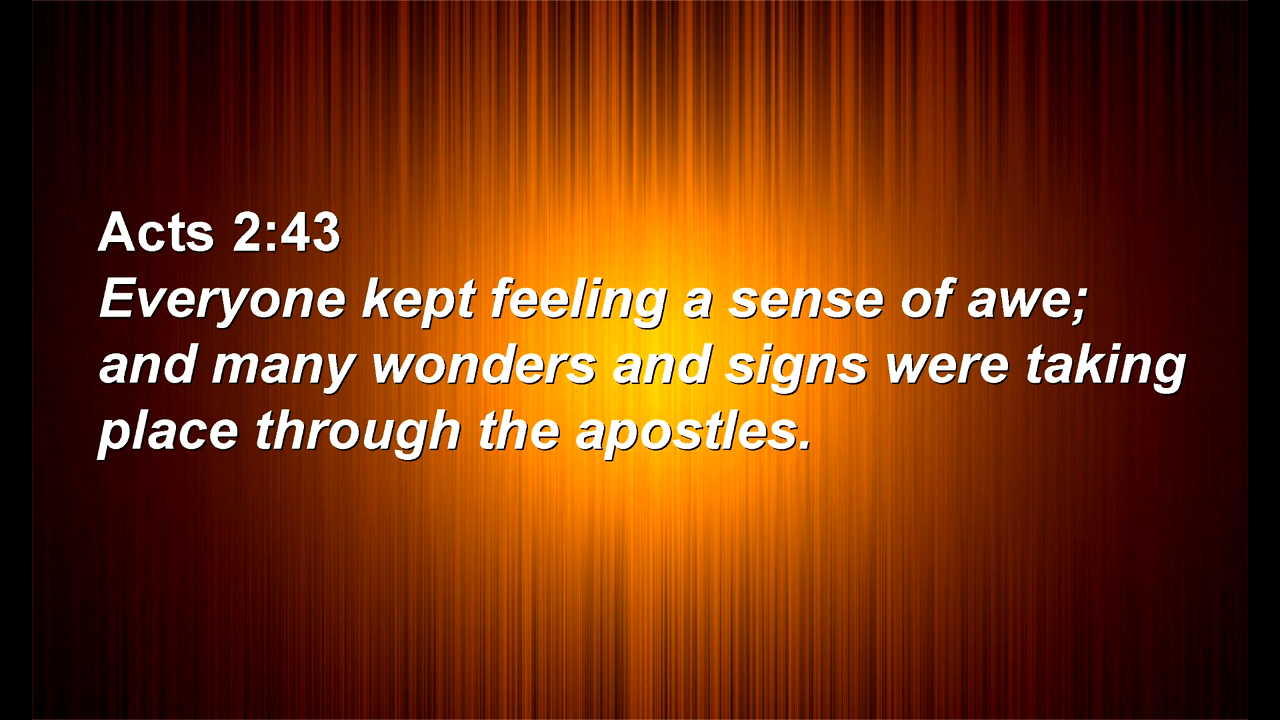 Acts 2:43
Everyone kept feeling a sense of awe;
and many wonders and signs were taking
place through the apostles.